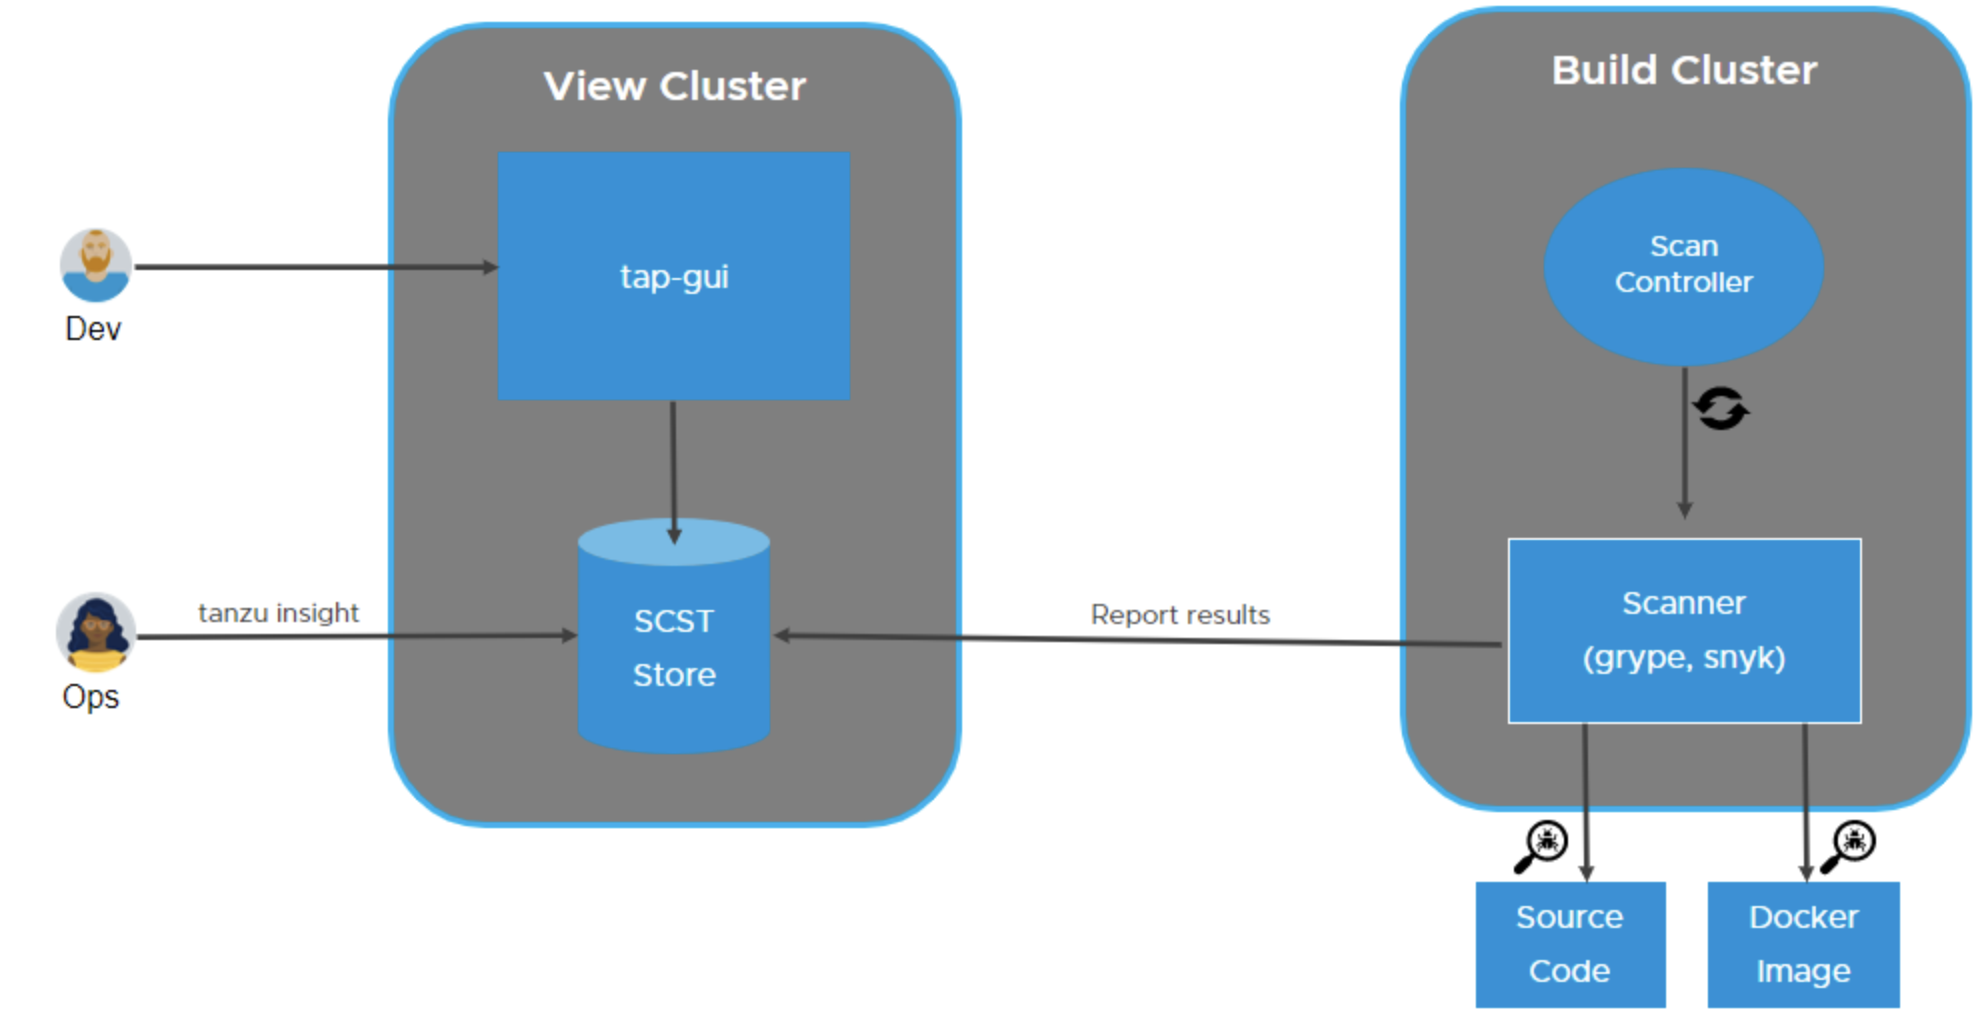 View Cluster
tap-gui
Dev
tanzu insight
Ops
SCST
Store
Report results
Build Cluster
Scan
Controller
Scanner
(grype, snyk)
Source
Code
Docker
Image